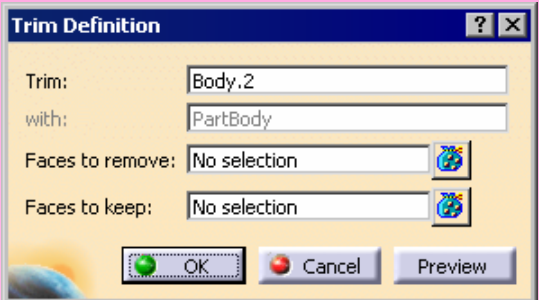 Trim Definition ? X
Trim: Body.2
with: PartBody
Faces to remove: No selection
Faces to keep: No selection
OK Cancel Preview